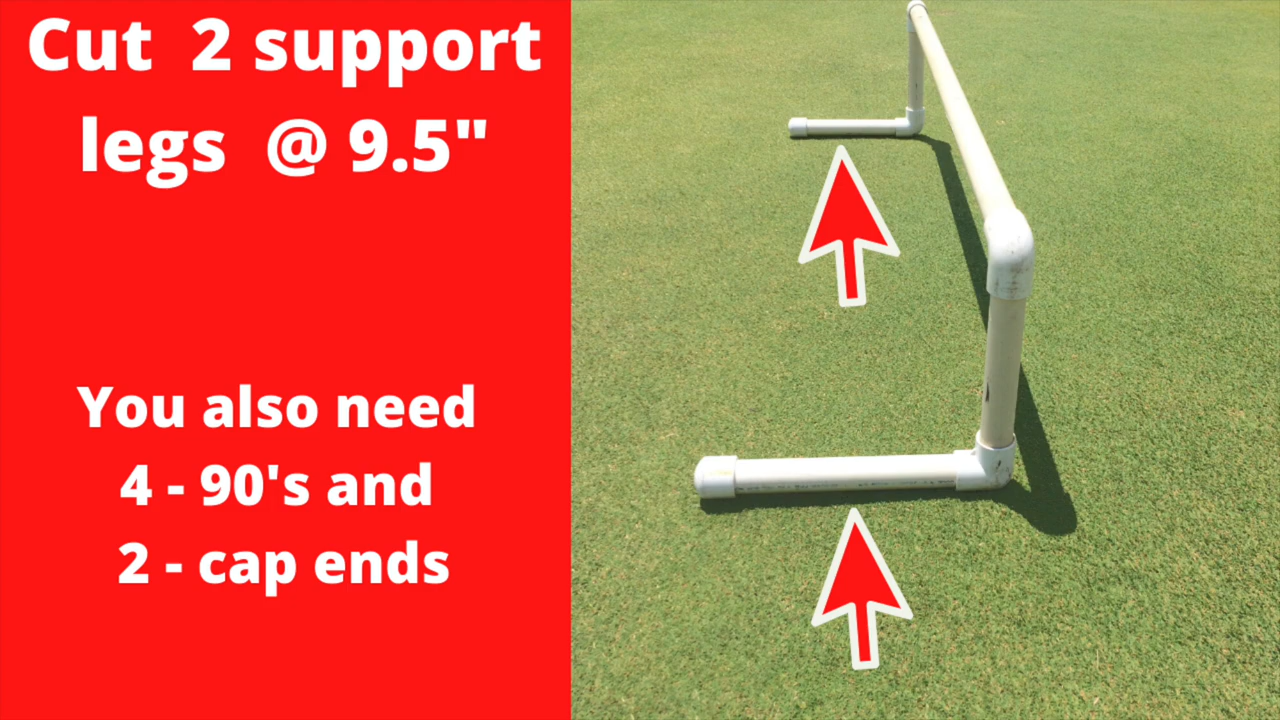 Cut 2 support
legs @ 9.5"
You also need
4 - 90's and
2 - cap ends